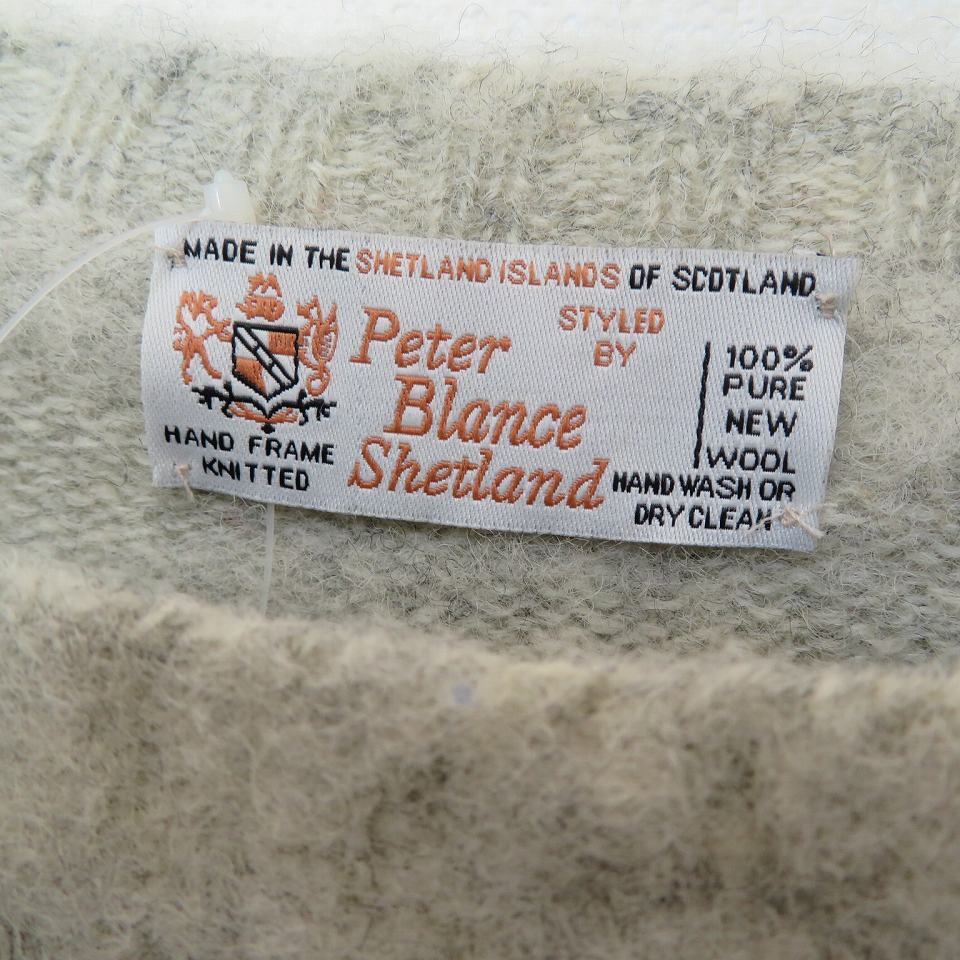 MADE IN THE SHETLAND ISLANDS OF SCOTLAND
STYLED
BY
Peter
Blance
Shetland
HAND FRAME
KNITTED
100%
PURE
NEW
WOOL
HAND WASH OR
DRY CLEAN